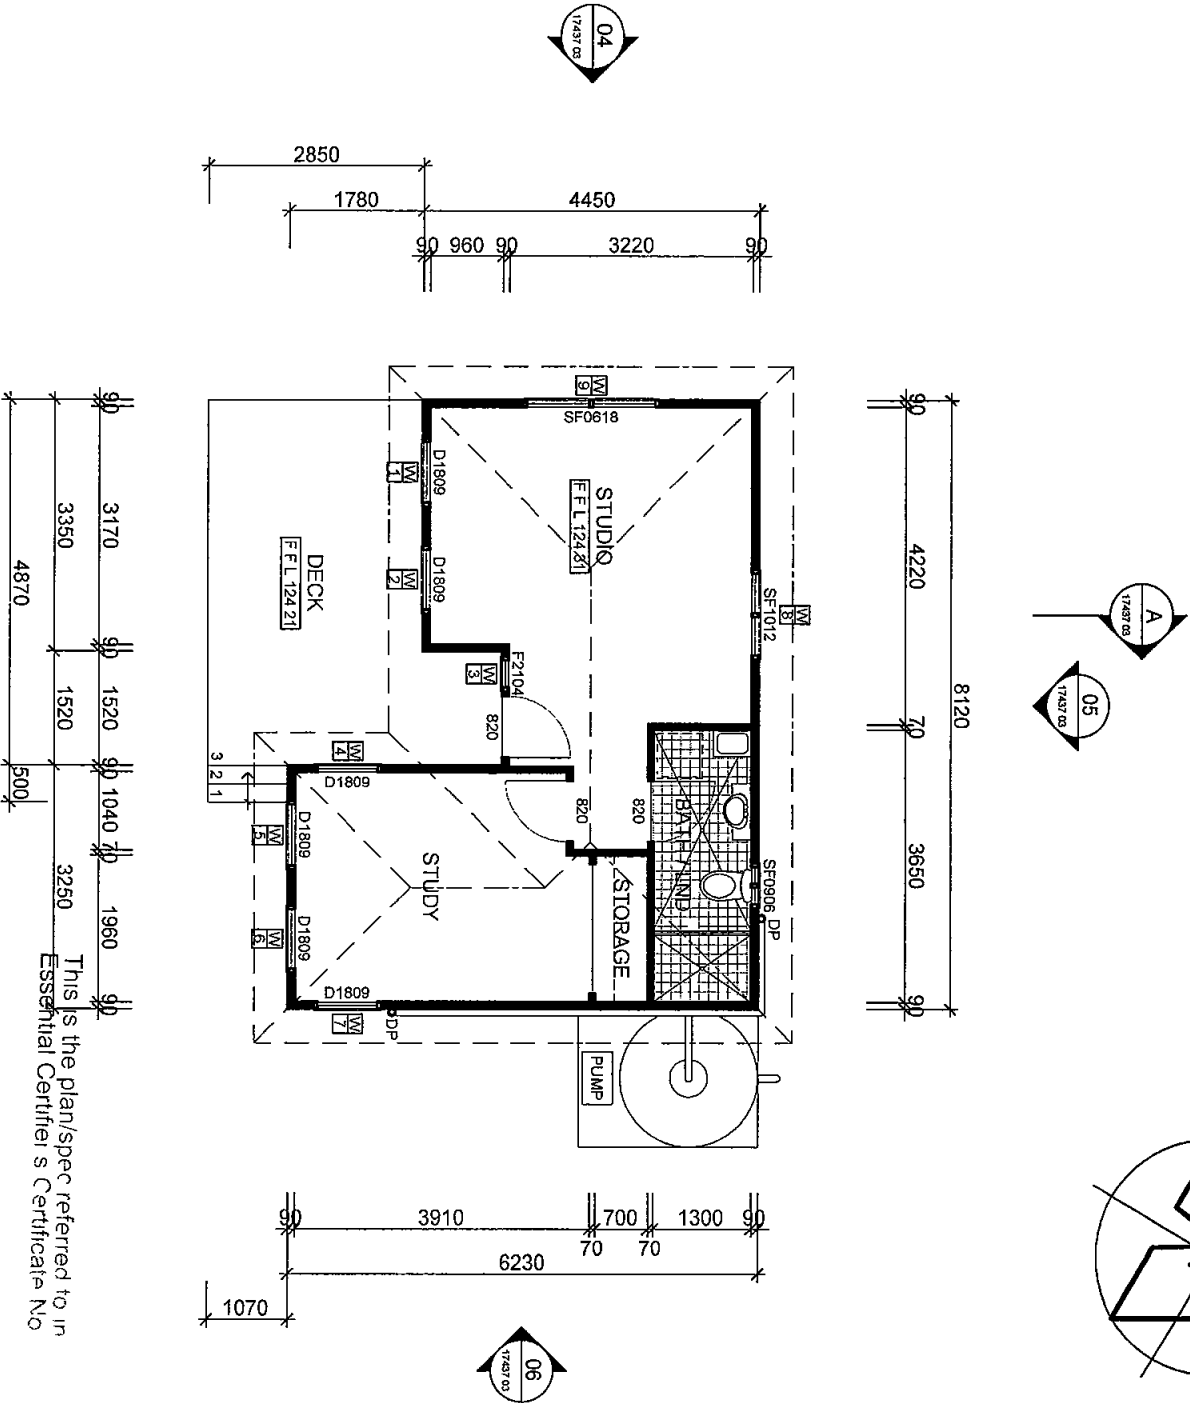 04
17437 03
2850
1780
4450
90 960 90 3220 90
W
9
SF0618
STUDIO
F F L 124.31
D1809
W
1
D1809
W
2
DECK
F F L 124 21
F2104
W
3
820
SF1012
W
8
A
17437 03
05
17437 03
90
4220
70
3650
90
8120
90
3170
90
1520
90
1040
70
1960
90
3350
1520
3250
4870
500
3
2
1
W
4
D1809
D1809
W
5
D1809
W
6
D1809
W
7
820
820
BATH / LND
STUDY
STORAGE
SF0906
DP
DP
PUMP
90 3910 700 1300 90
70 70
6230
1070
06
17437 03
This is the plan/spec referred to in
Essential Certifier s Certificate No